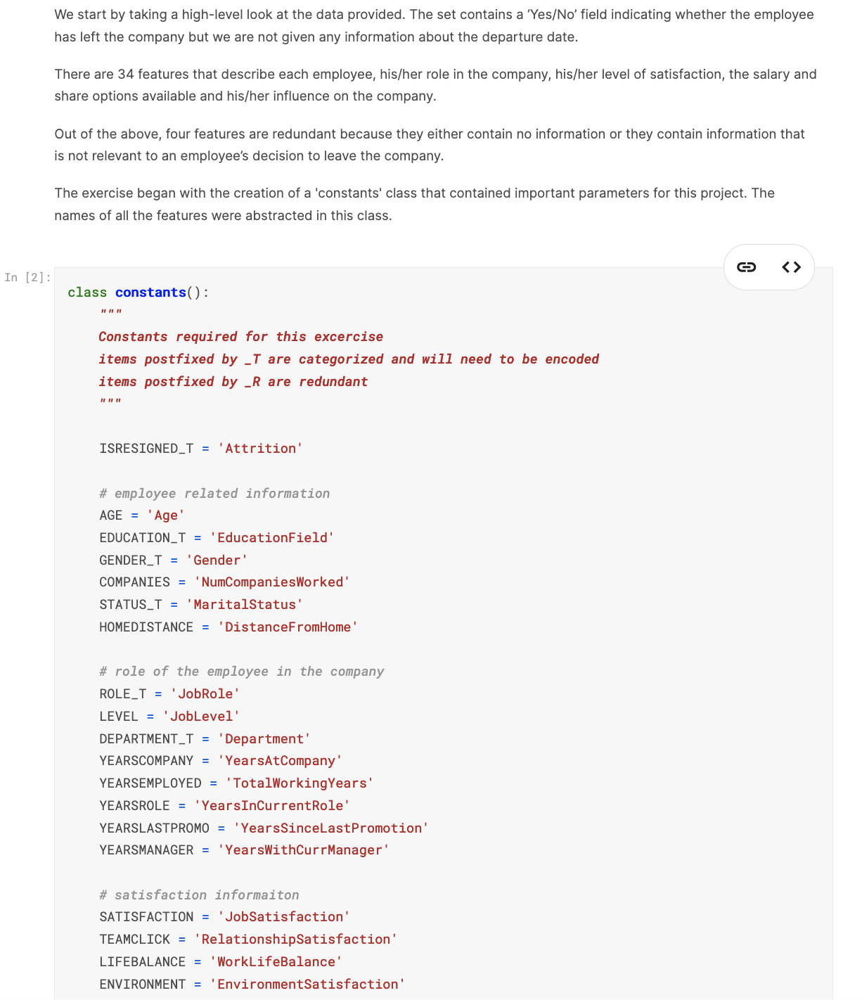 We start by taking a high-level look at the data provided. The set contains a ‘Yes/No’ field indicating whether the employee
has left the company but we are not given any information about the departure date.
There are 34 features that describe each employee, his/her role in the company, his/her level of satisfaction, the salary and
share options available and his/her influence on the company.
Out of the above, four features are redundant because they either contain no information or they contain information that
is not relevant to an employee’s decision to leave the company.
The exercise began with the creation of a 'constants' class that contained important parameters for this project. The
names of all the features were abstracted in this class.
In [2]:
class constants():
    """
    Constants required for this excercise
    items postfixed by _T are categorized and will need to be encoded
    items postfixed by _R are redundant
    """
    ISRESIGNED_T = 'Attrition'
    # employee related information
    AGE = 'Age'
    EDUCATION_T = 'EducationField'
    GENDER_T = 'Gender'
    COMPANIES = 'NumCompaniesWorked'
    STATUS_T = 'MaritalStatus'
    HOMEDISTANCE = 'DistanceFromHome'
    # role of the employee in the company
    ROLE_T = 'JobRole'
    LEVEL = 'JobLevel'
    DEPARTMENT_T = 'Department'
    YEARSCOMPANY = 'YearsAtCompany'
    YEARSEMPLOYED = 'TotalWorkingYears'
    YEARSROLE = 'YearsInCurrentRole'
    YEARSLASTPROMO = 'YearsSinceLastPromotion'
    YEARSMANAGER = 'YearsWithCurrManager'
    # satisfaction informaiton
    SATISFACTION = 'JobSatisfaction'
    TEAMCLICK = 'RelationshipSatisfaction'
    LIFEBALANCE = 'WorkLifeBalance'
    ENVIRONMENT = 'EnvironmentSatisfaction'